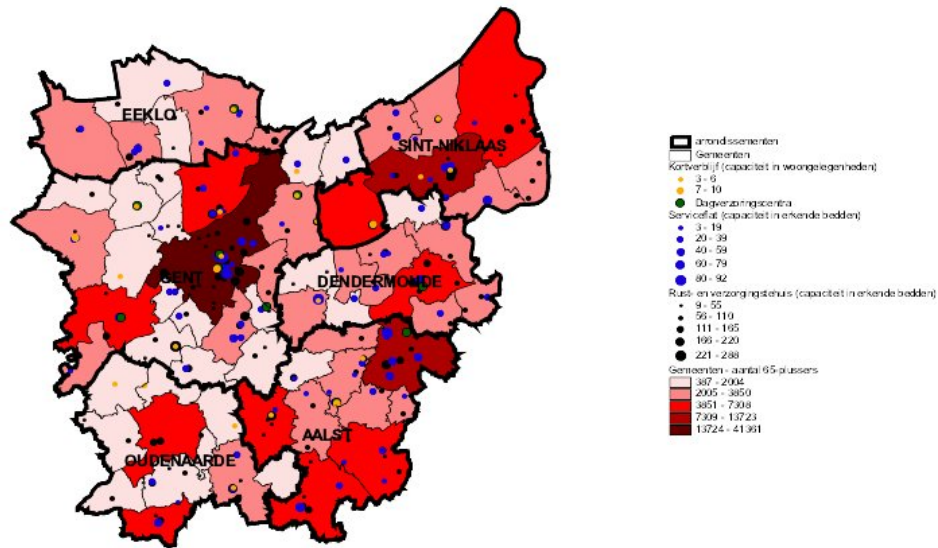 EEKLO
SINT-NIKLAAS
GENT
DENDERMONDE
AALST
OUDENAARDE
arrondissementen
Gemeenten
Kortverblijf (capaciteit in woongelegenheden)
3 - 6
7 - 10
Dagverzorgingscentra
Serviceflat (capaciteit in erkende bedden)
3 - 19
20 - 39
40 - 59
60 - 79
80 - 92
Rust- en verzorgingstehuis (capaciteit in erkende bedden)
9 - 55
56 - 110
111 - 165
166 - 220
221 - 288
Gemeenten - aantal 65-plussers
387 - 2004
2005 - 3850
3851 - 7308
7309 - 13723
13724 - 41361